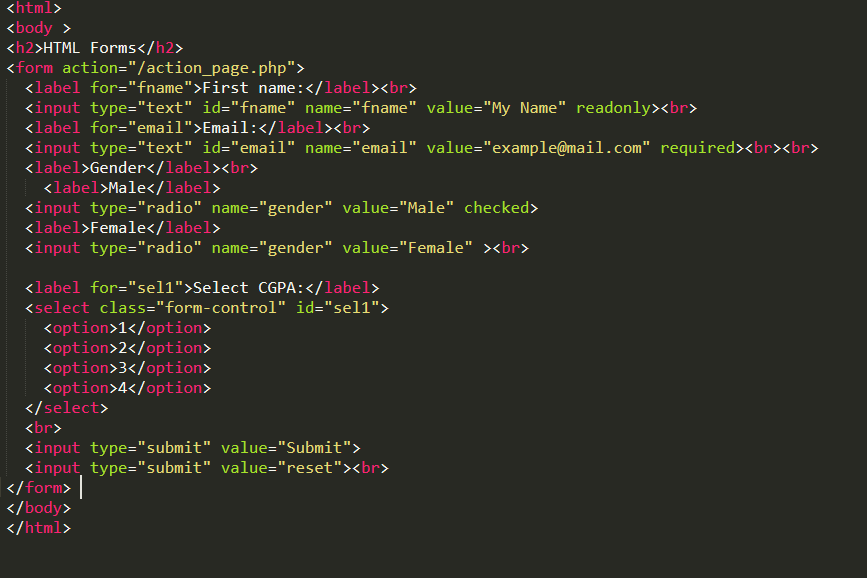 <html>
<body >
<h2>HTML Forms</h2>
<form action="/action_page.php">
  <label for="fname">First name:</label><br>
  <input type="text" id="fname" name="fname" value="My Name" readonly><br>
  <label for="email">Email:</label><br>
  <input type="text" id="email" name="email" value="example@mail.com" required><br><br>
  <label>Gender</label><br>
    <label>Male</label>
  <input type="radio" name="gender" value="Male" checked>
  <label>Female</label>
  <input type="radio" name="gender" value="Female" ><br>

  <label for="sel1">Select CGPA:</label>
  <select class="form-control" id="sel1">
    <option>1</option>
    <option>2</option>
    <option>3</option>
    <option>4</option>
  </select>
  <br>
  <input type="submit" value="Submit">
  <input type="submit" value="reset"><br>
</form>
</body>
</html>